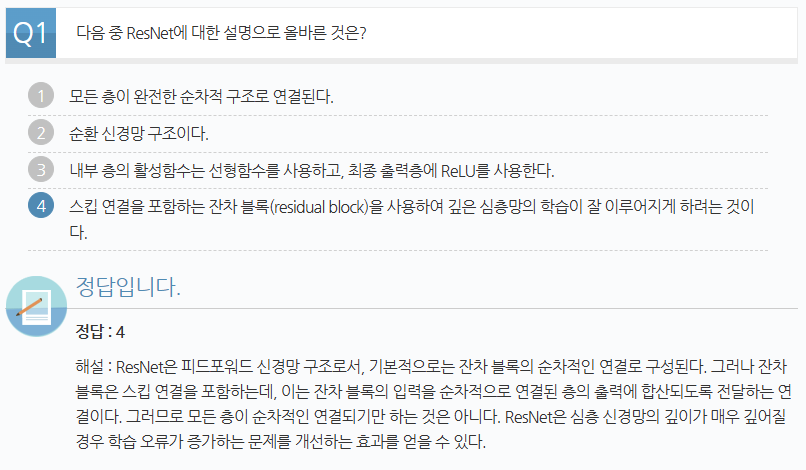 Q1 다음 중 ResNet에 대한 설명으로 올바른 것은?
1 모든 층이 완전한 순차적 구조로 연결된다.
2 순환 신경망 구조이다.
3 내부 층의 활성함수는 선형함수를 사용하고, 최종 출력층에 ReLU를 사용한다.
4 스킵 연결을 포함하는 잔차 블록(residual block)을 사용하여 깊은 심층망의 학습이 잘 이루어지게 하려는 것이
다.
정답입니다.
정답 : 4
해설 : ResNet은 피드포워드 신경망 구조로서, 기본적으로는 잔차 블록의 순차적인 연결로 구성된다. 그러나 잔차
블록은 스킵 연결을 포함하는데, 이는 잔차 블록의 입력을 순차적으로 연결된 층의 출력에 합산되도록 전달하는 연
결이다. 그러므로 모든 층이 순차적인 연결되기만 하는 것은 아니다. ResNet은 심층 신경망의 깊이가 매우 깊어질
경우 학습 오류가 증가하는 문제를 개선하는 효과를 얻을 수 있다.